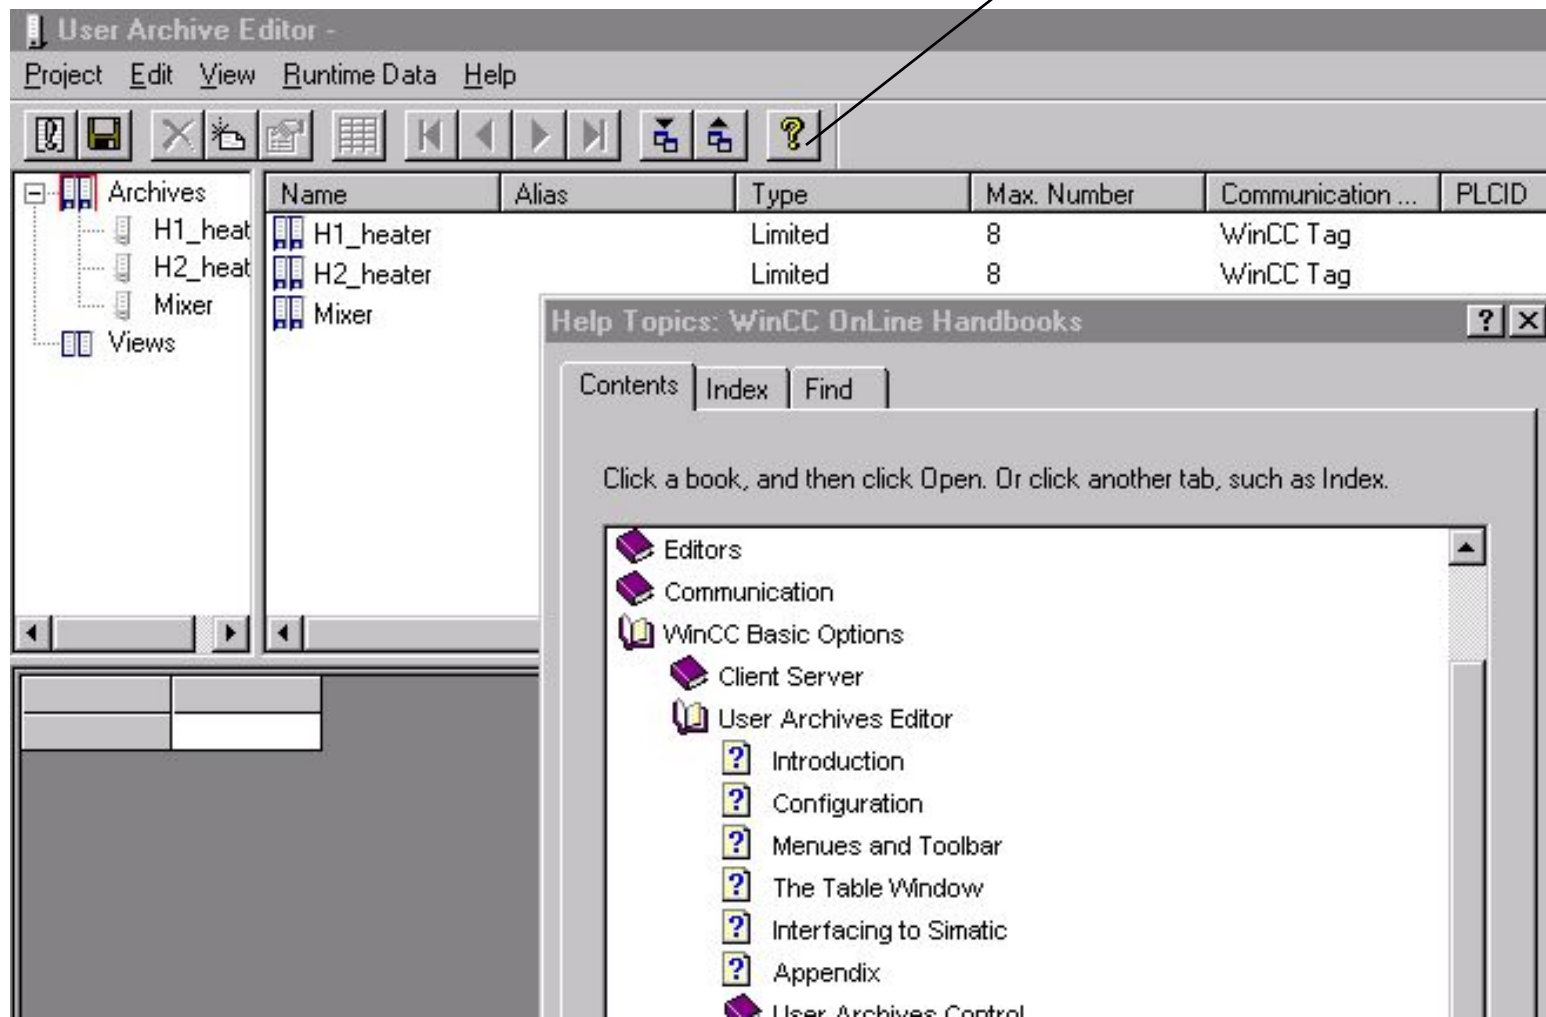 User Archive Editor -
Project Edit View Runtime Data Help
Archives
H1_heat
H2_heat
Mixer
Views
Name Alias Type Max. Number Communication ... PLCID
H1_heater Limited 8 WinCC Tag
H2_heater Limited 8 WinCC Tag
Mixer
Help Topics: WinCC OnLine Handbooks
Contents Index Find
Click a book, and then click Open. Or click another tab, such as Index.
Editors
Communication
WinCC Basic Options
Client Server
User Archives Editor
? Introduction
? Configuration
? Menues and Toolbar
? The Table Window
? Interfacing to Simatic
? Appendix
User Archives Control